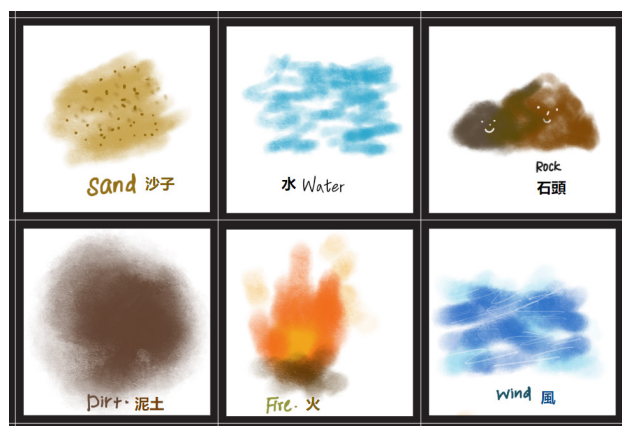 sand 沙子
水 Water
Rock
石頭
Dirt. 泥土
Fire. 火
Wind 風